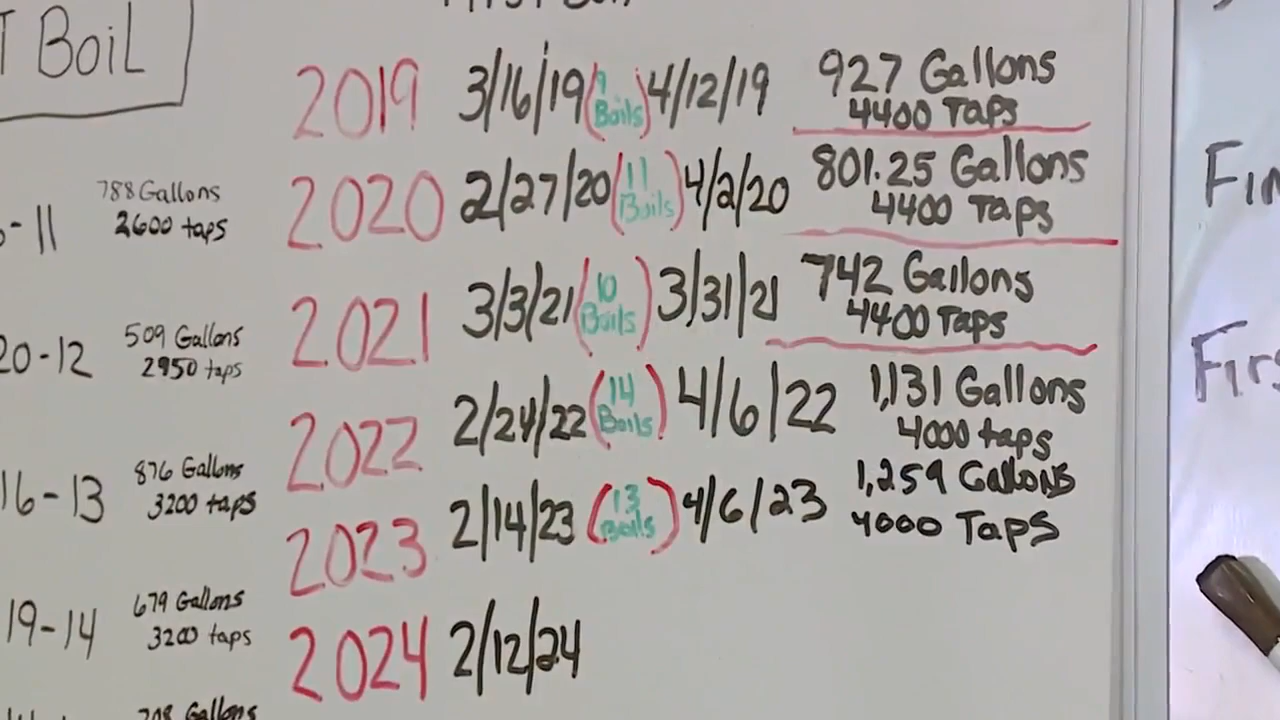 T BOIL
788 Gallons
-11 2600 taps
509 Gallons
20-12 2950 taps
876 Gallons
16-13 3200 taps
679 Gallons
19-14 3200 taps
Gallons
2019 3/16/19 (9 Boils) 4/12/19 927 Gallons
4400 Taps
2020 2/27/20 (11 Boils) 4/2/20 801.25 Gallons
4400 Taps
2021 3/3/21 (10 Boils) 3/31/21 742 Gallons
4400 Taps
2022 2/24/22 (14 Boils) 4/6/22 1,131 Gallons
4000 taps
2023 2/14/23 (13 Boils) 4/6/23 1,259 Gallons
4000 Taps
2024 2/12/24